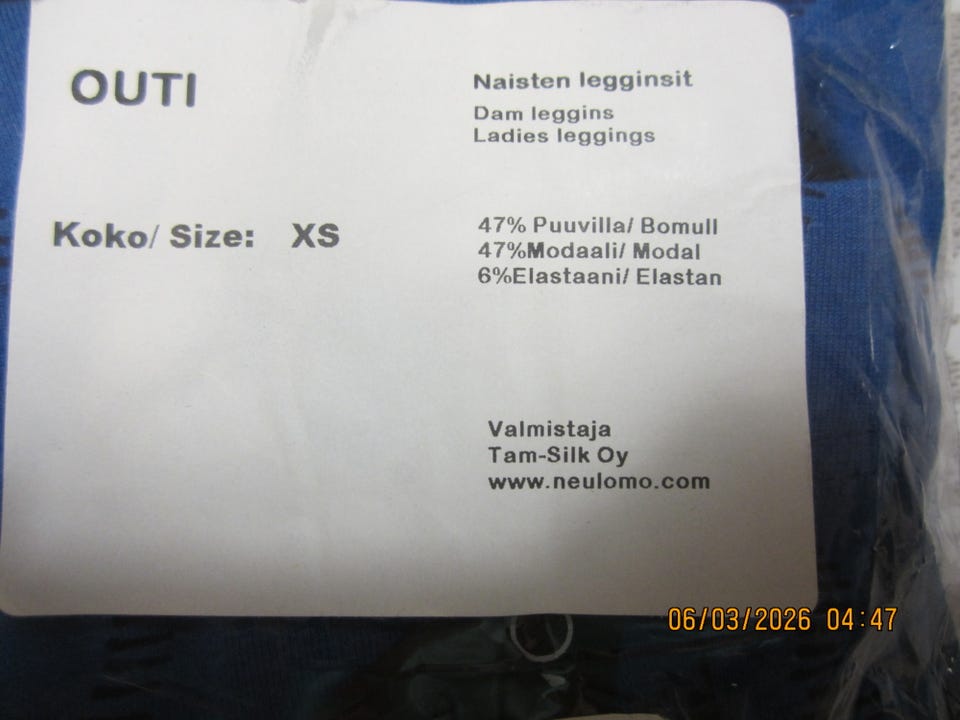 OUTI
Naisten legginsit
Dam leggins
Ladies leggings
Koko/ Size: XS
47% Puuvilla/ Bomull
47%Modaali/ Modal
6%Elastaani/ Elastan
Valmistaja
Tam-Silk Oy
www.neulomo.com
06/03/2026 04:47